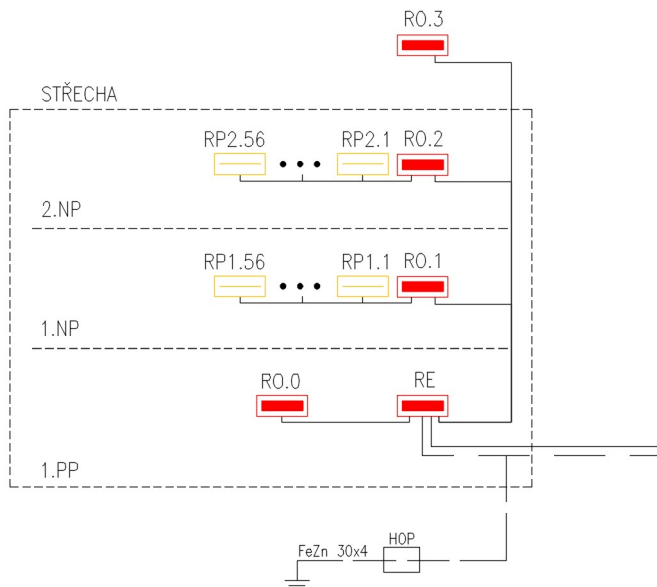 RO.3
STŘECHA
RP2.56 RP2.1 RO.2
2.NP
RP1.56 RP1.1 RO.1
1.NP
RO.0 RE
1.PP
FeZn 30x4 HOP